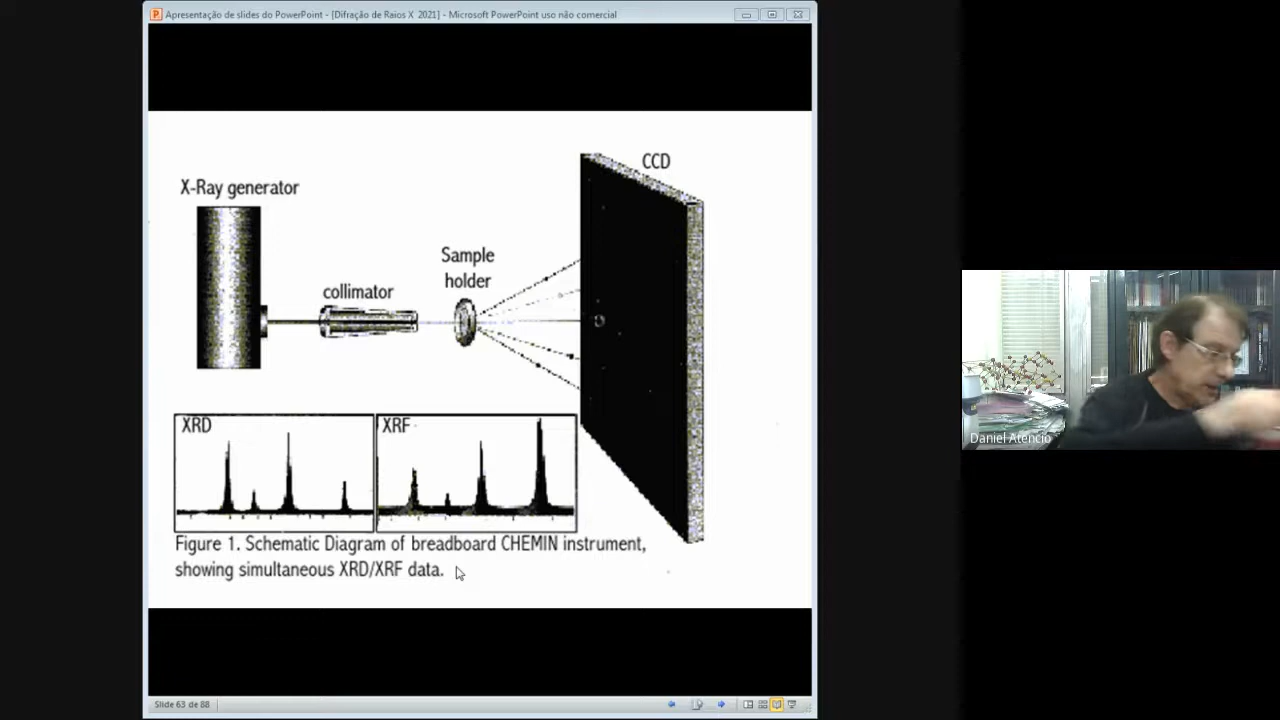 Apresentação de slides do PowerPoint - [Difração de Raios X 2021] - Microsoft PowerPoint uso não comercial
CCD
X-Ray generator
Sample
holder
collimator
XRD
XRF
Figure 1. Schematic Diagram of breadboard CHEMIN instrument,
showing simultaneous XRD/XRF data.
Daniel Atencio
Slide 63 de 88